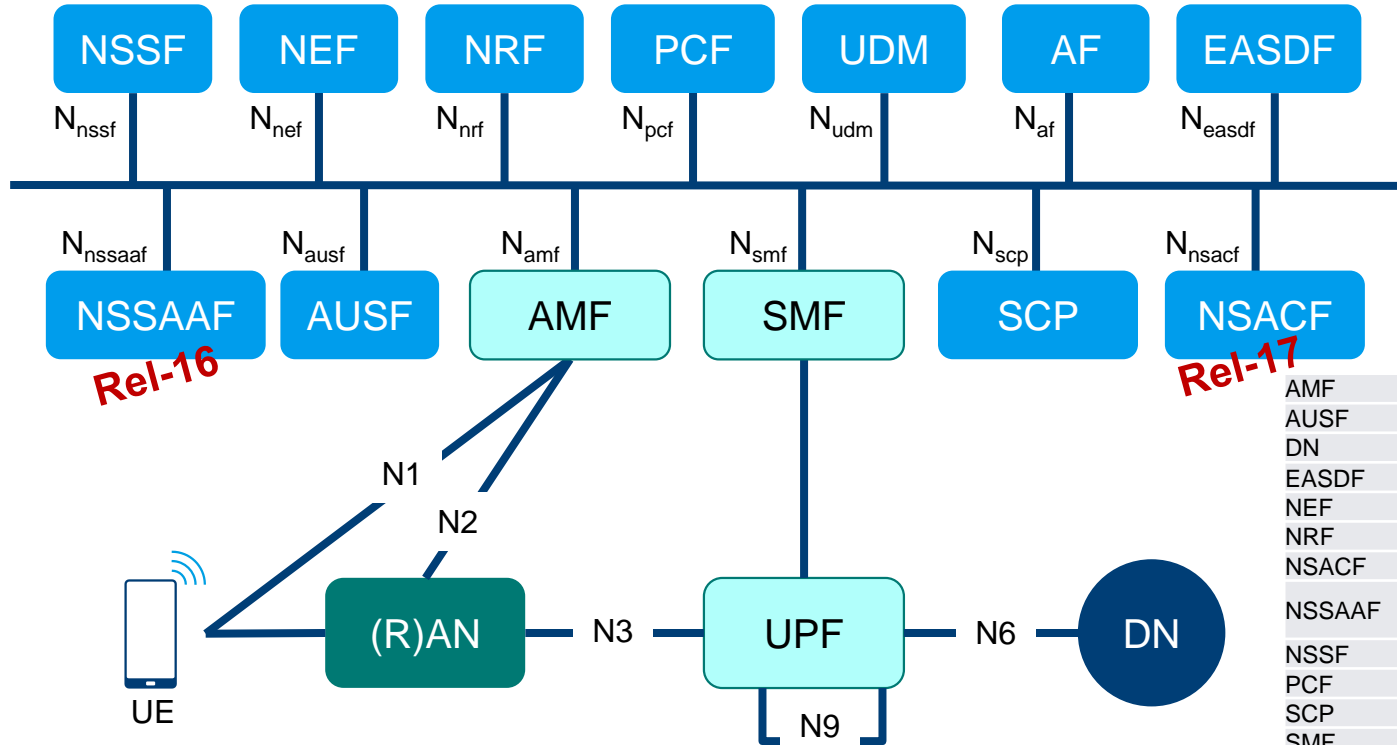 NSSF NEF NRF PCF UDM AF EASDF
Nnssf Nnef Nnrf Npcf Nudm Naf Neasdf
Nnssaaf Nausf Namf Nsmf Nscp Nnsacf
NSSAAF AUSF AMF SMF SCP NSACF
Rel-16 Rel-17
N1
N2
(R)AN N3 UPF N6 DN
UE
N9
AMF
AUSF
DN
EASDF
NEF
NRF
NSACF
NSSAAF
NSSF
PCF
SCP
SMF